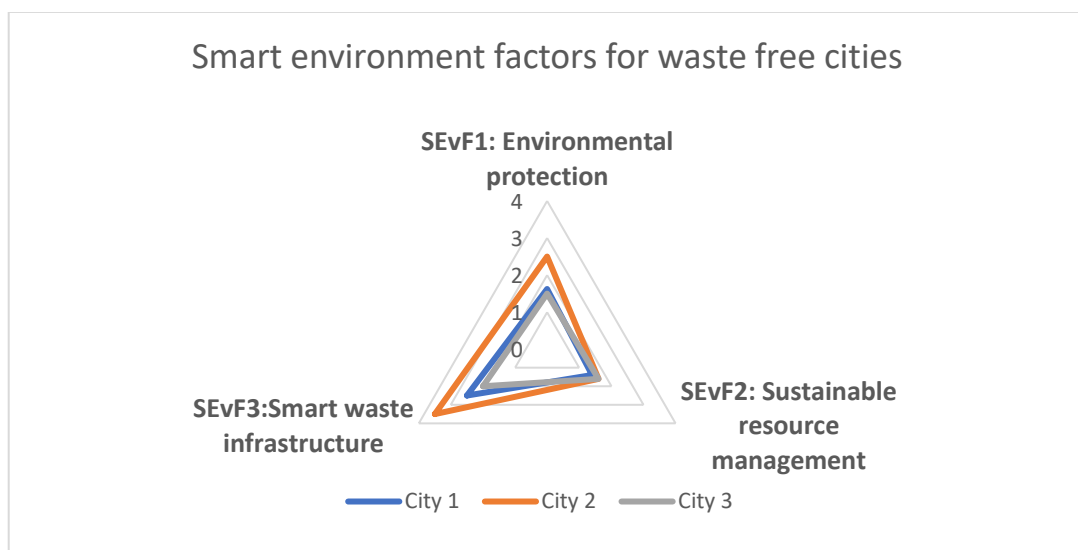 Smart environment factors for waste free cities
SEvF1: Environmental
protection
4
3
2
1
0
SEvF3:Smart waste
infrastructure
SEvF2: Sustainable
resource
management
City 1
City 2
City 3